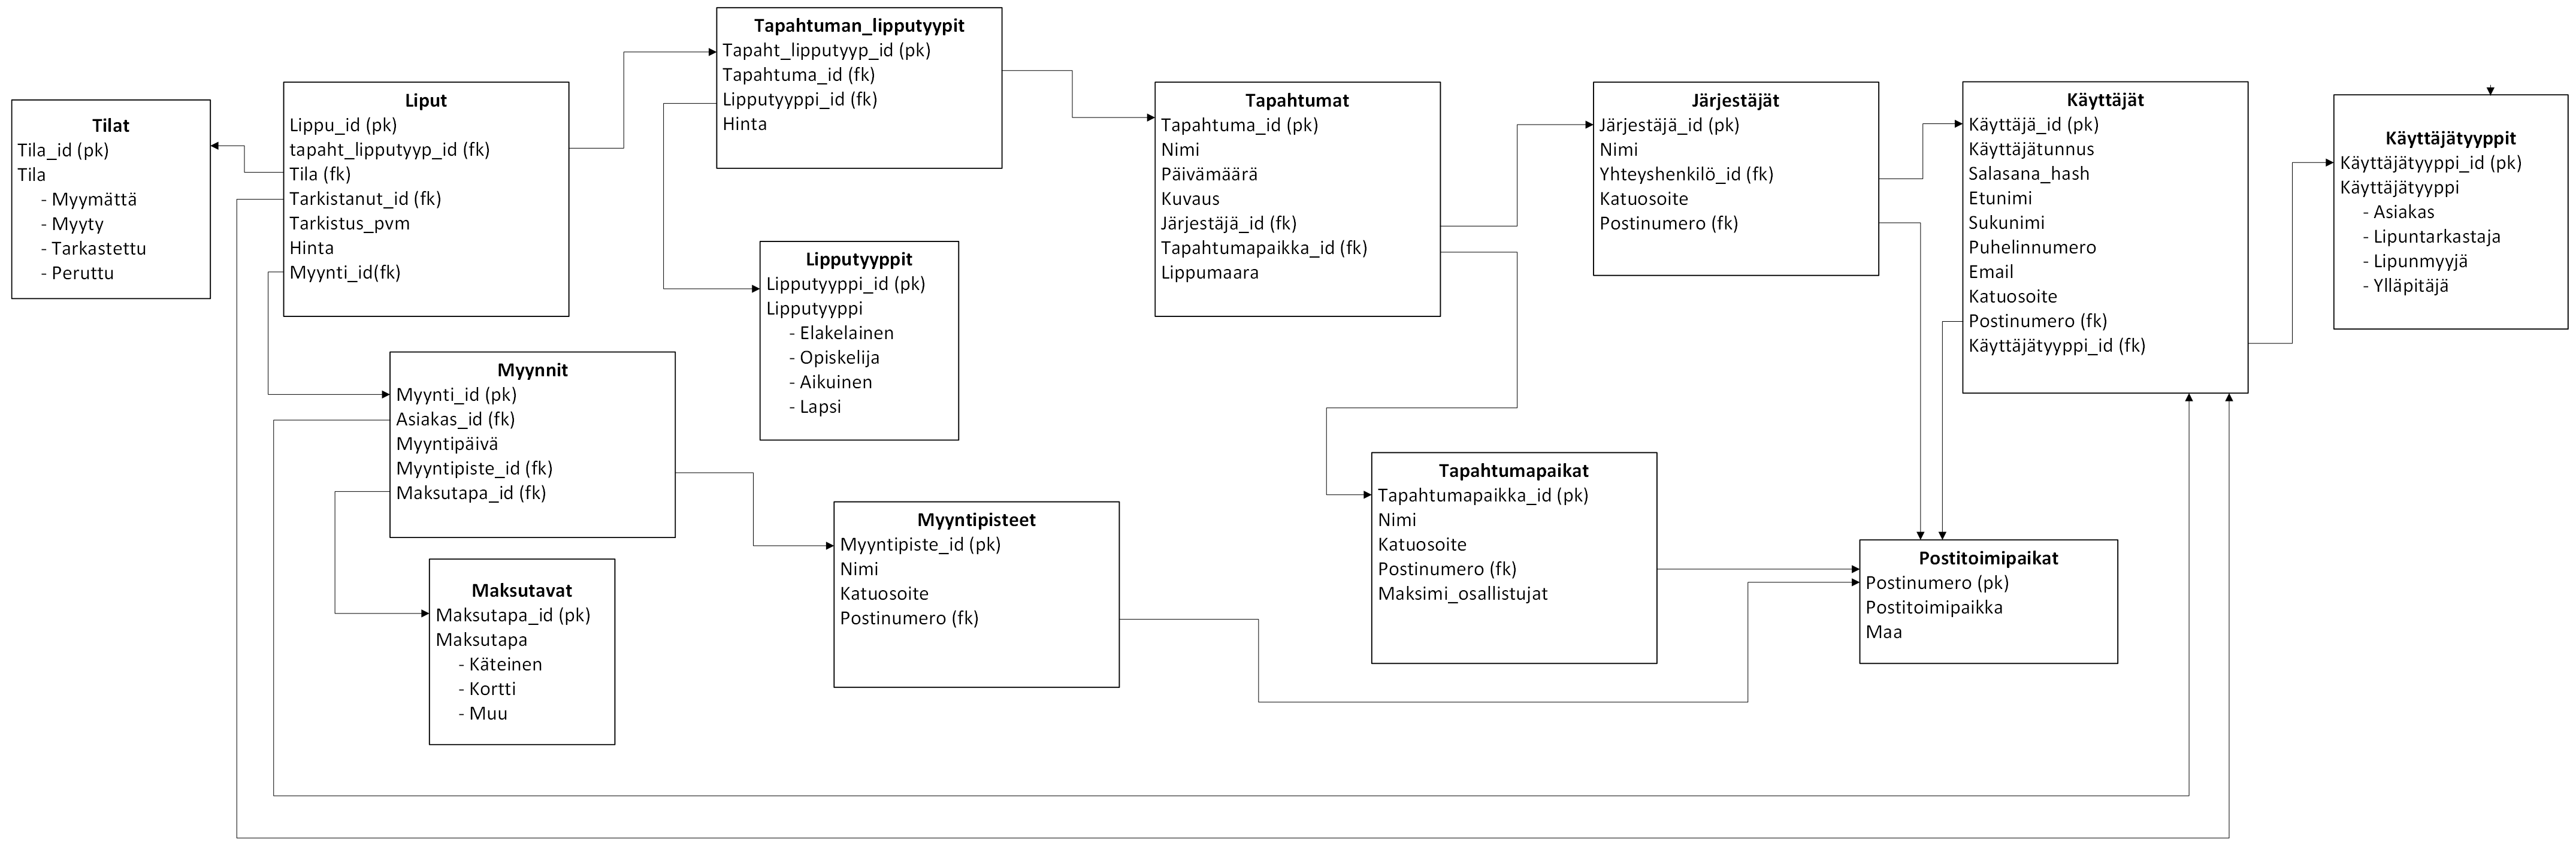 Tilat
Tila_id (pk)
Tila
- Myymättä
- Myyty
- Tarkastettu
- Peruttu
Liput
Lippu_id (pk)
tapaht_lipputyyp_id (fk)
Tila (fk)
Tarkistanut_id (fk)
Tarkistus_pvm
Hinta
Myynti_id(fk)
Tapahtuman_lipputyypit
Tapaht_lipputyyp_id (pk)
Tapahtuma_id (fk)
Lipputyyppi_id (fk)
Hinta
Lipputyyppit
Lipputyyppi_id (pk)
Lipputyyppi
- Elakelainen
- Opiskelija
- Aikuinen
- Lapsi
Tapahtumat
Tapahtuma_id (pk)
Nimi
Päivämäärä
Kuvaus
Järjestäjä_id (fk)
Tapahtumapaikka_id (fk)
Lippumaara
Järjestäjät
Järjestäjä_id (pk)
Nimi
Yhteyshenkilö_id (fk)
Katuosoite
Postinumero (fk)
Käyttäjät
Käyttäjä_id (pk)
Käyttäjätunnus
Salasana_hash
Etunimi
Sukunimi
Puhelinnumero
Email
Katuosoite
Postinumero (fk)
Käyttäjätyyppi_id (fk)
Käyttäjätyyppit
Käyttäjätyyppi_id (pk)
Käyttäjätyyppi
- Asiakas
- Lipuntarkastaja
- Lipunmyyjä
- Ylläpitäjä
Myynnit
Myynti_id (pk)
Asiakas_id (fk)
Myyntipäivä
Myyntipiste_id (fk)
Maksutapa_id (fk)
Maksutavat
Maksutapa_id (pk)
Maksutapa
- Käteinen
- Kortti
- Muu
Myyntipisteet
Myyntipiste_id (pk)
Nimi
Katuosoite
Postinumero (fk)
Tapahtumapaikat
Tapahtumapaikka_id (pk)
Nimi
Katuosoite
Postinumero (fk)
Maksimi_osallistujat
Postitoimipaikat
Postinumero (pk)
Postitoimipaikka
Maa